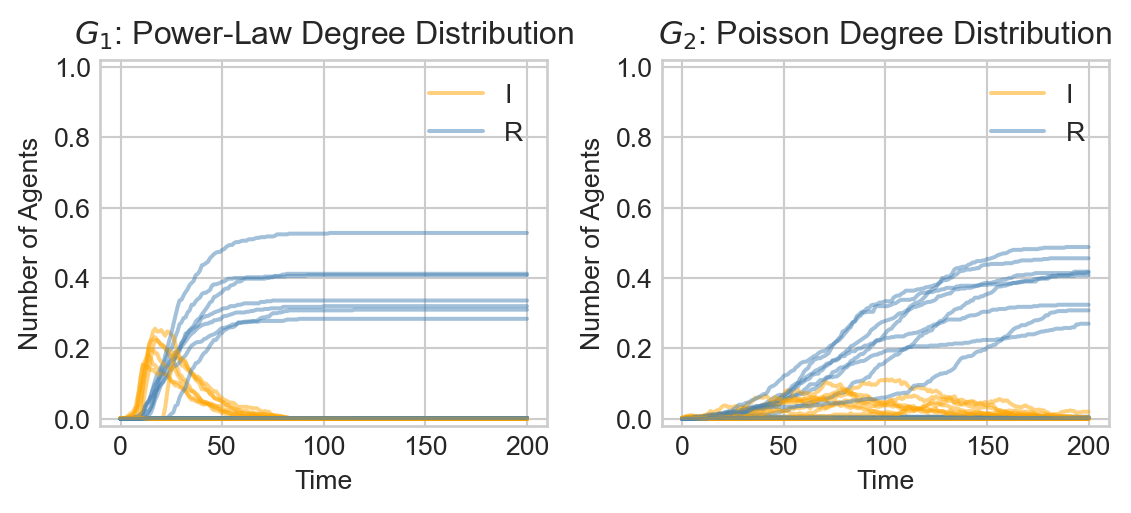 G₁: Power-Law Degree Distribution
1.0
0.8
0.6
0.4
0.2
0.0
Number of Agents
I
R
0
50
100
150
200
Time
G₂: Poisson Degree Distribution
1.0
0.8
0.6
0.4
0.2
0.0
Number of Agents
I
R
0
50
100
150
200
Time